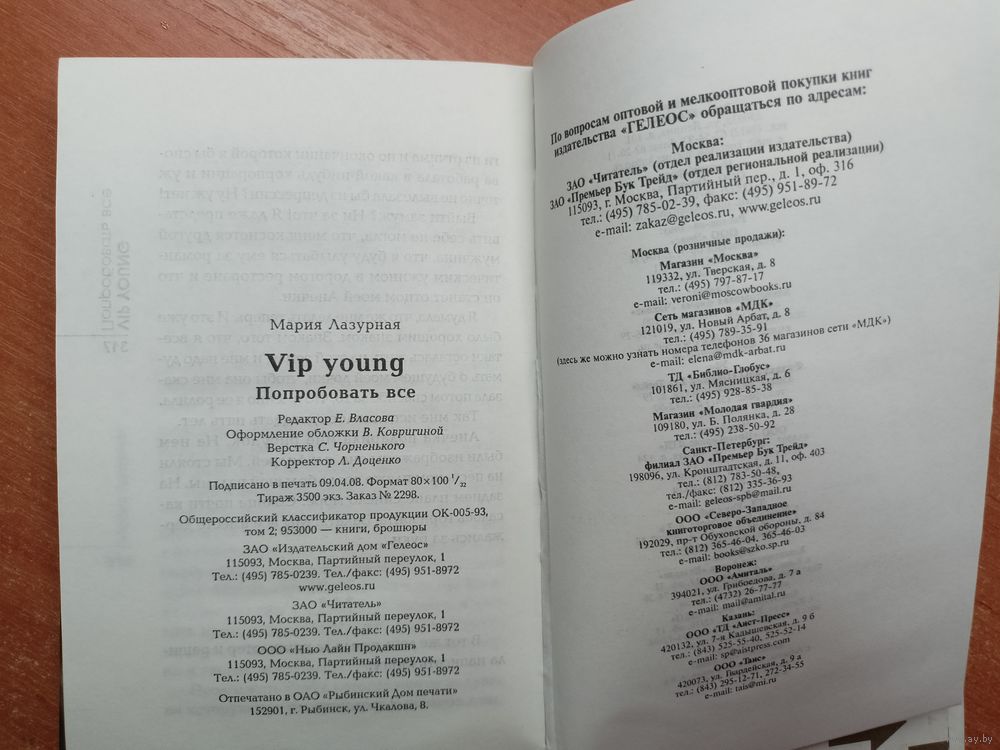 Мария Лазурная
Vip young
Попробовать все
Редактор Е. Власова
Оформление обложки В. Ковригиной
Верстка С. Чорненького
Корректор Л. Доценко
Подписано в печать 09.04.08. Формат 80×100 1/32
Тираж 3500 экз. Заказ № 2298.
Общероссийский классификатор продукции ОК-005-93,
том 2; 953000 — книги, брошюры
ЗАО «Издательский дом «Гелеос»
115093, Москва, Партийный переулок, 1
Тел.: (495) 785-0239. Тел./факс: (495) 951-8972
www.geleos.ru
ЗАО «Читатель»
115093, Москва, Партийный переулок, 1
Тел.: (495) 785-0239. Тел./факс: (495) 951-8972
ООО «Нью Лайн Продакшн»
115093, Москва, Партийный переулок, 1
Тел.: (495) 785-0239. Тел./факс: (495) 951-8972
Отпечатано в ОАО «Рыбинский Дом печати»
152901, г. Рыбинск, ул. Чкалова, 8.
По вопросам оптовой и мелкооптовой покупки книг
издательства «ГЕЛЕОС» обращаться по адресам:
Москва:
ЗАО «Читатель» (отдел реализации издательства)
ЗАО «Премьер Бук Трейд» (отдел региональной реализации)
115093, г. Москва, Партийный пер., д. 1, оф. 316
тел.: (495) 785-02-39, факс: (495) 951-89-72
e-mail: zakaz@geleos.ru, www.geleos.ru
Москва (розничные продажи):
Магазин «Москва»
119332, ул. Тверская, д. 8
тел.: (495) 797-87-17
e-mail: veroni@moscowbooks.ru
Сеть магазинов «МДК»
121019, ул. Новый Арбат, д. 8
тел.: (495) 789-35-91
(здесь же можно узнать номера телефонов 36 магазинов сети «МДК»)
e-mail: elena@mdk-arbat.ru
ТД «Библио-Глобус»
101861, ул. Мясницкая, д. 6
тел.: (495) 928-85-38
Магазин «Молодая гвардия»
109180, ул. Б. Полянка, д. 28
тел.: (495) 238-50-92
Санкт-Петербург:
филиал ЗАО «Премьер Бук Трейд»
198096, ул. Кронштадтская, д. 11, оф. 403
тел.: (812) 783-50-48,
тел./факс: (812) 335-36-93
e-mail: geleos-spb@mail.ru
ООО «Северо-Западное
книготорговое объединение»
192029, пр-т Обуховской обороны, д. 84
тел.: (812) 365-46-04, 365-46-03
e-mail: books@szko.sp.ru
Воронеж:
ООО «Амиталь»
394021, ул. Грибоедова, д. 7 а
тел.: (4732) 26-77-77
e-mail: mail@amital.ru
Казань:
ООО «ТД «Аист-Пресс»
420132, ул. 7-я Кадышевская, д. 9 б
тел.: (843) 525-55-40, 525-52-14
e-mail: sp@aistpress.com
ООО «Таис»
420073, ул. Гвардейская, д. 9 а
тел.: (843) 295-12-71, 272-34-55
e-mail: tais@mi.ru